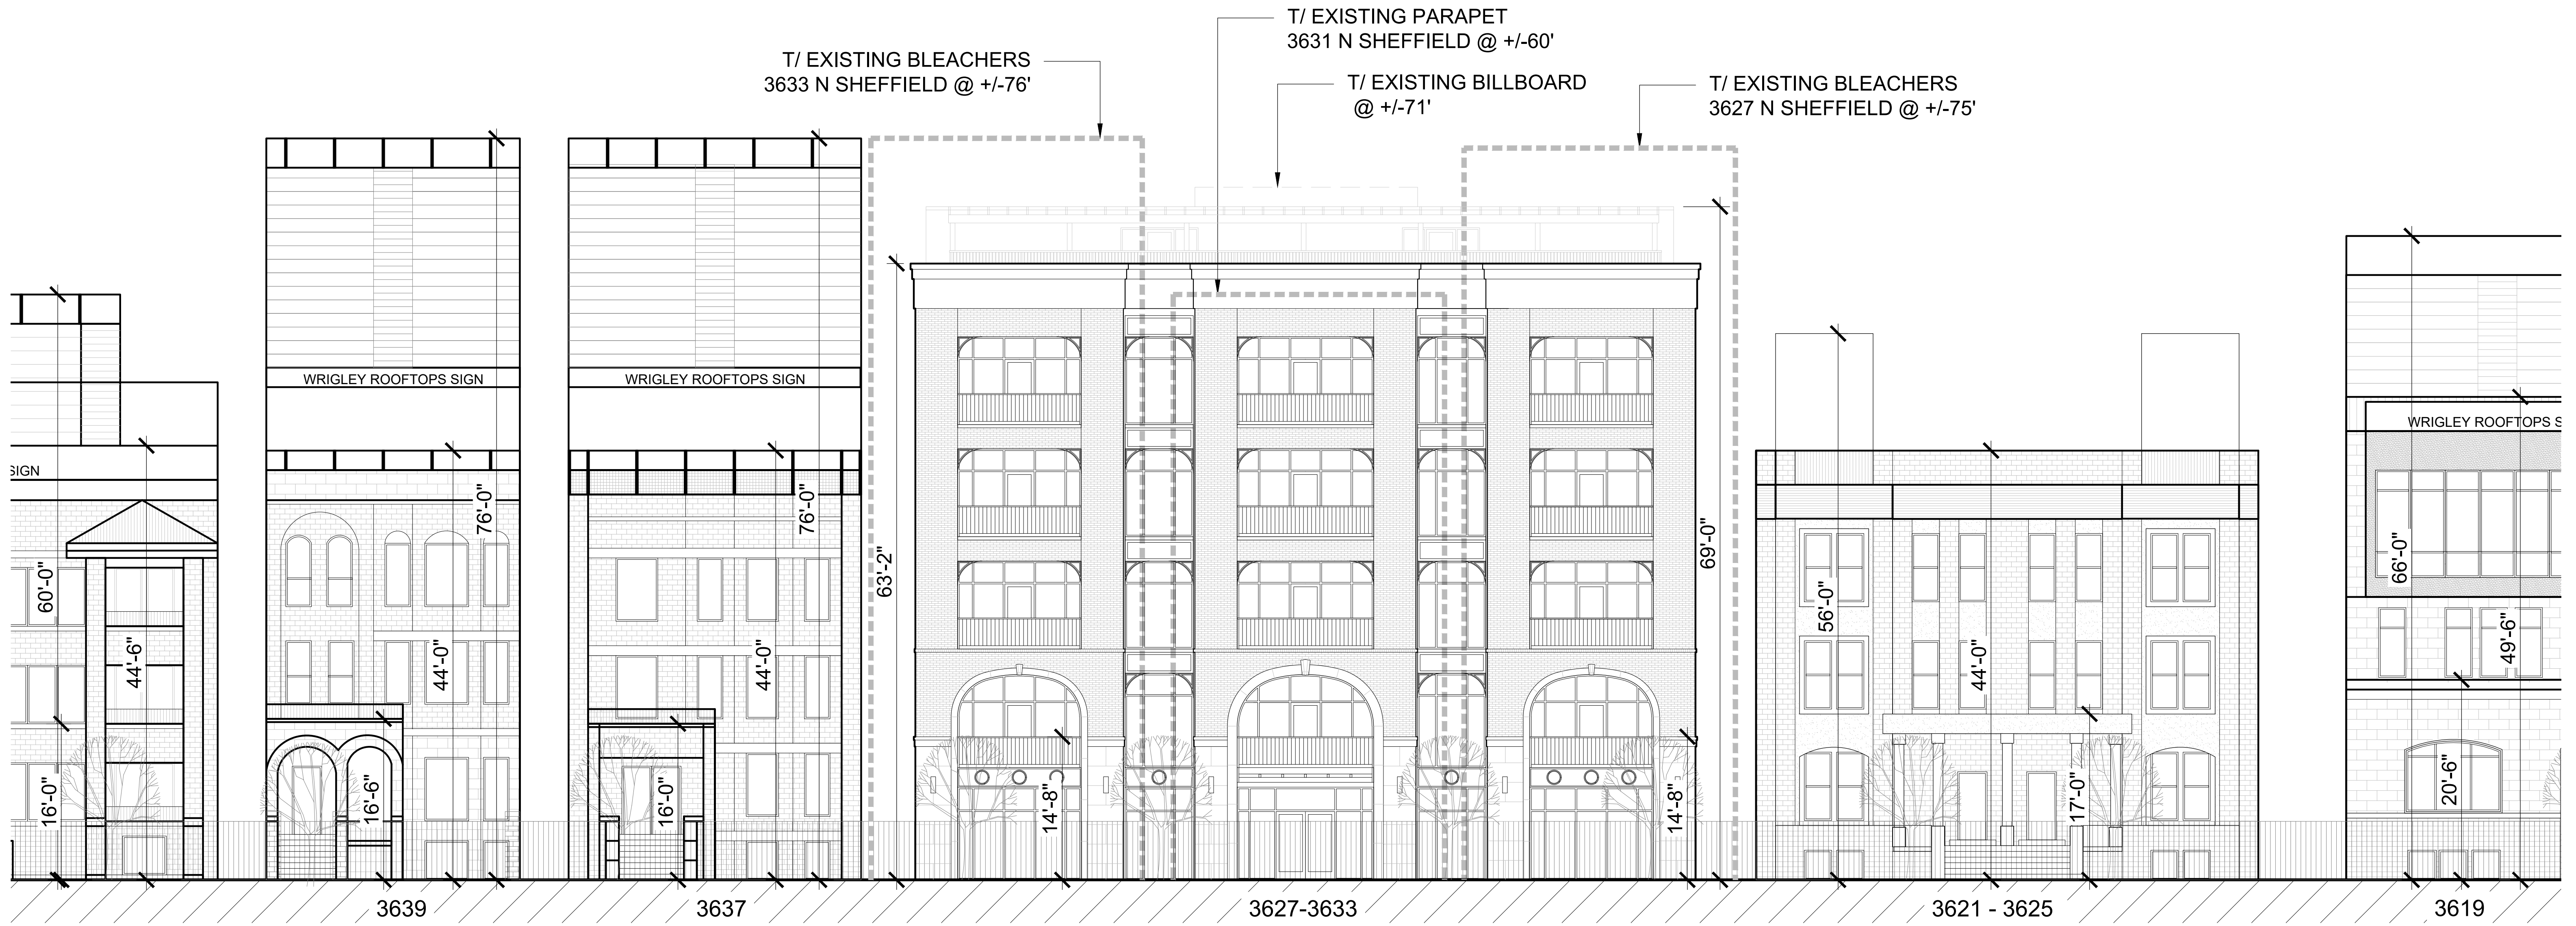 T/ EXISTING PARAPET
3631 N SHEFFIELD @ +/-60'
T/ EXISTING BLEACHERS
3633 N SHEFFIELD @ +/-76'
T/ EXISTING BILLBOARD
@ +/-71'
T/ EXISTING BLEACHERS
3627 N SHEFFIELD @ +/-75'
WRIGLEY ROOFTOPS SIGN
WRIGLEY ROOFTOPS SIGN
WRIGLEY ROOFTOPS S
SIGN
60'-0"
44'-6"
16'-0"
76'-0"
44'-0"
16'-6"
76'-0"
44'-0"
16'-0"
63'-2"
14'-8"
69'-0"
14'-8"
56'-0"
44'-0"
17'-0"
66'-0"
49'-6"
20'-6"
3639
3637
3627-3633
3621 - 3625
3619